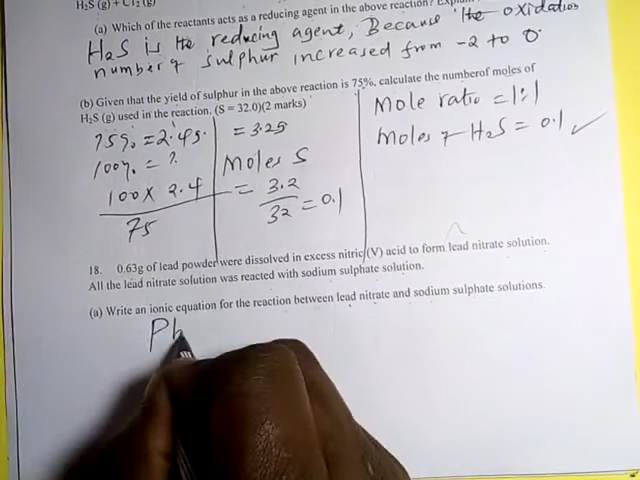 H₂S (g) + Cl₂ (g)
(a) Which of the reactants acts as a reducing agent in the above reaction?
H₂S is the reducing agent, Because the oxidation
number of sulphur increased from -2 to 0.
(b) Given that the yield of sulphur in the above reaction is 75%, calculate the numberof moles of
H₂S (g) used in the reaction. (S = 32.0)(2 marks)
75% = 2.4g.
100% = ?
100 x 2.4
75
= 3.2g
Moles S
= 3.2
32 = 0.1
Mole ratio = 1:1
Moles of H₂S = 0.1 ✓
18. 0.63g of lead powder were dissolved in excess nitric (V) acid to form lead nitrate solution.
All the lead nitrate solution was reacted with sodium sulphate solution.
(a) Write an ionic equation for the reaction between lead nitrate and sodium sulphate solutions.
Pb